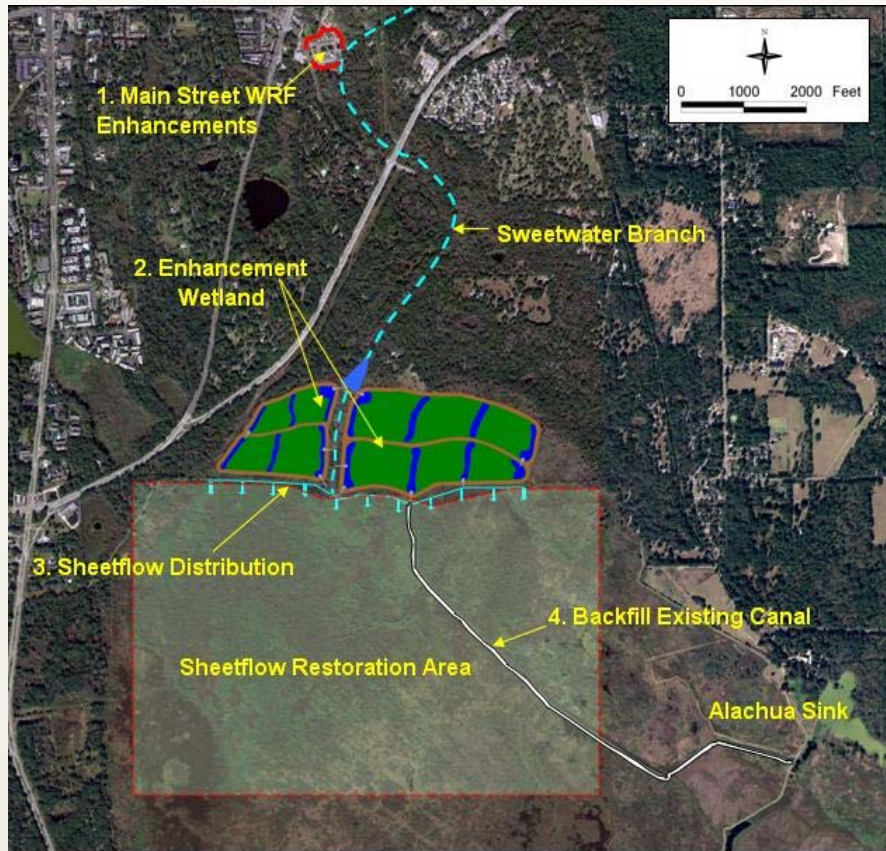 N
0 1000 2000 Feet
1. Main Street WRF
Enhancements
Sweetwater Branch
2. Enhancement
Wetland
3. Sheetflow Distribution
4. Backfill Existing Canal
Sheetflow Restoration Area
Alachua Sink